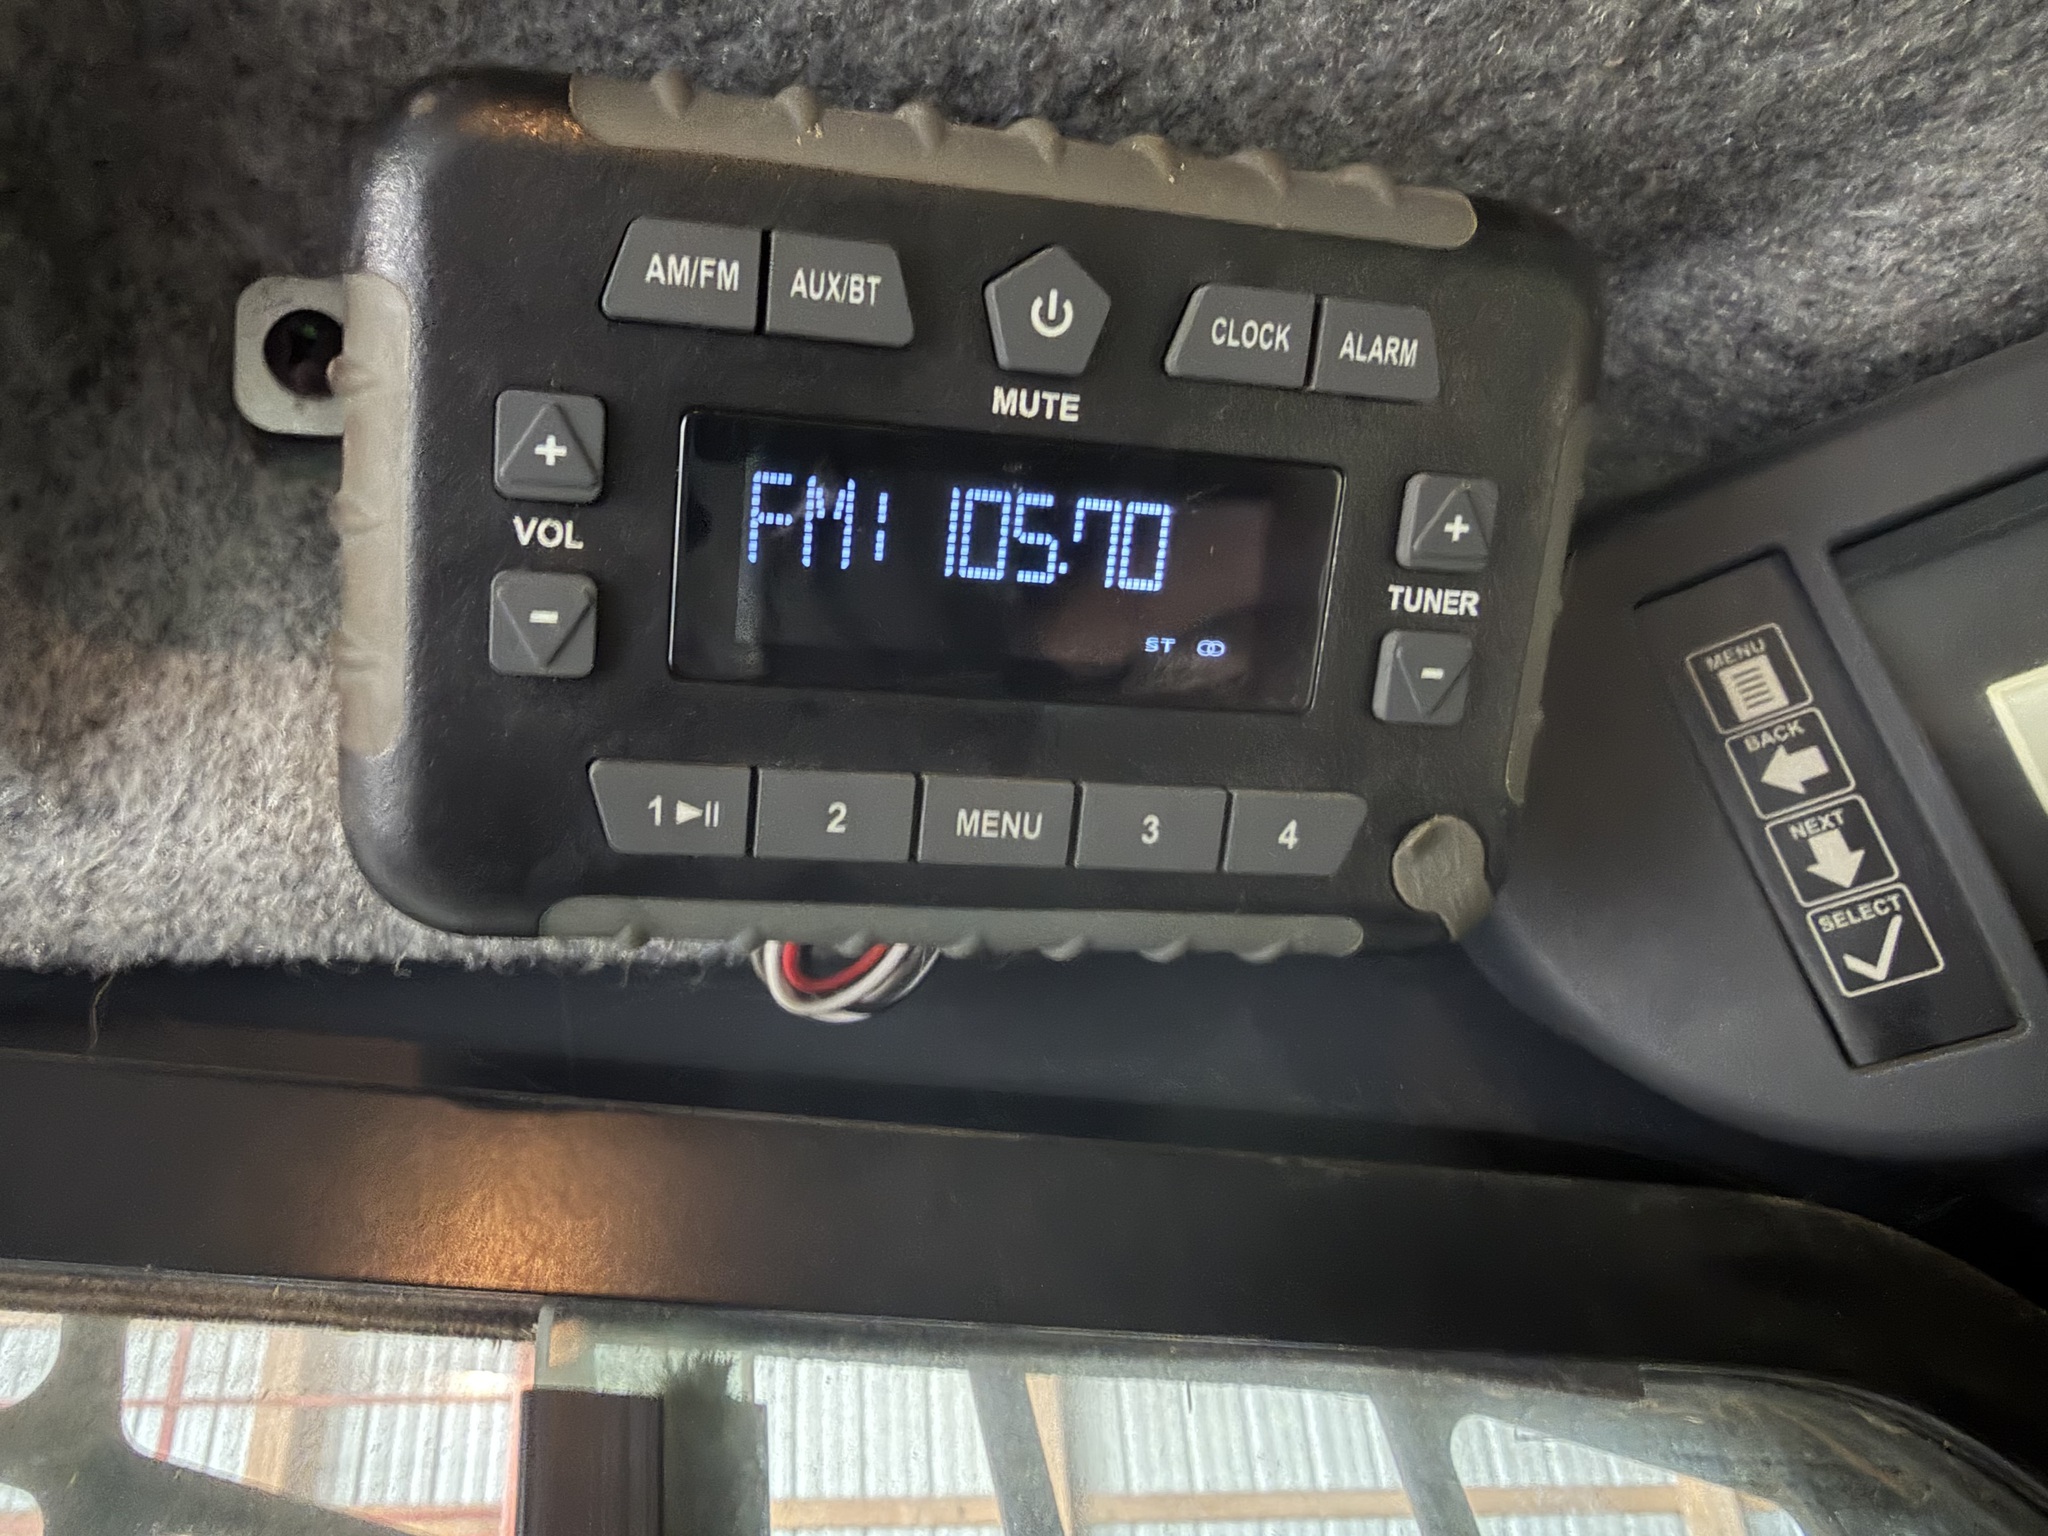 AM/FM AUX/BT CLOCK ALARM
MUTE
+ +
VOL
FM1 105.70
TUNER
- -
ST
1 2 MENU 3 4
MENU
BACK
NEXT
SELECT